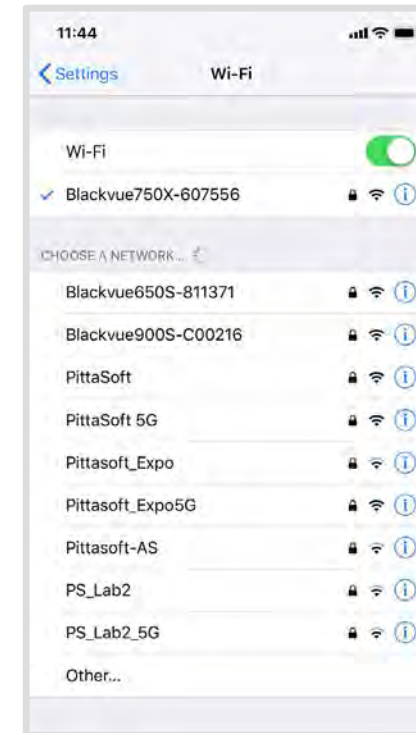 11:44
Settings Wi-Fi
Wi-Fi
Blackvue750X-607556
CHOOSE A NETWORK...
Blackvue650S-811371
Blackvue900S-C00216
PittaSoft
PittaSoft 5G
Pittasoft_Expo
Pittasoft_Expo5G
Pittasoft-AS
PS_Lab2
PS_Lab2_5G
Other...